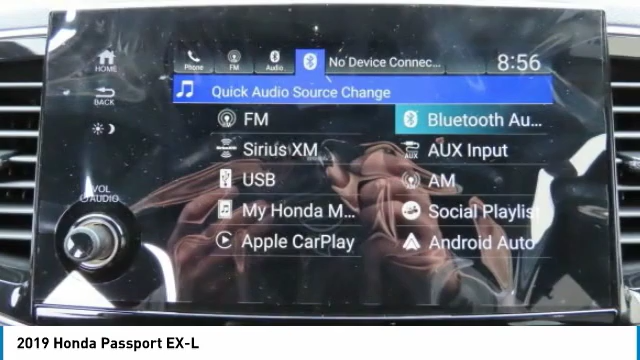 Phone FM Audio No Device Connec... 8:56
HOME
Quick Audio Source Change
BACK
FM Bluetooth Au...
Sirius XM AUX Input
USB AM
VOL
AUDIO
My Honda M... Social Playlist
Apple CarPlay Android Auto
2019 Honda Passport EX-L